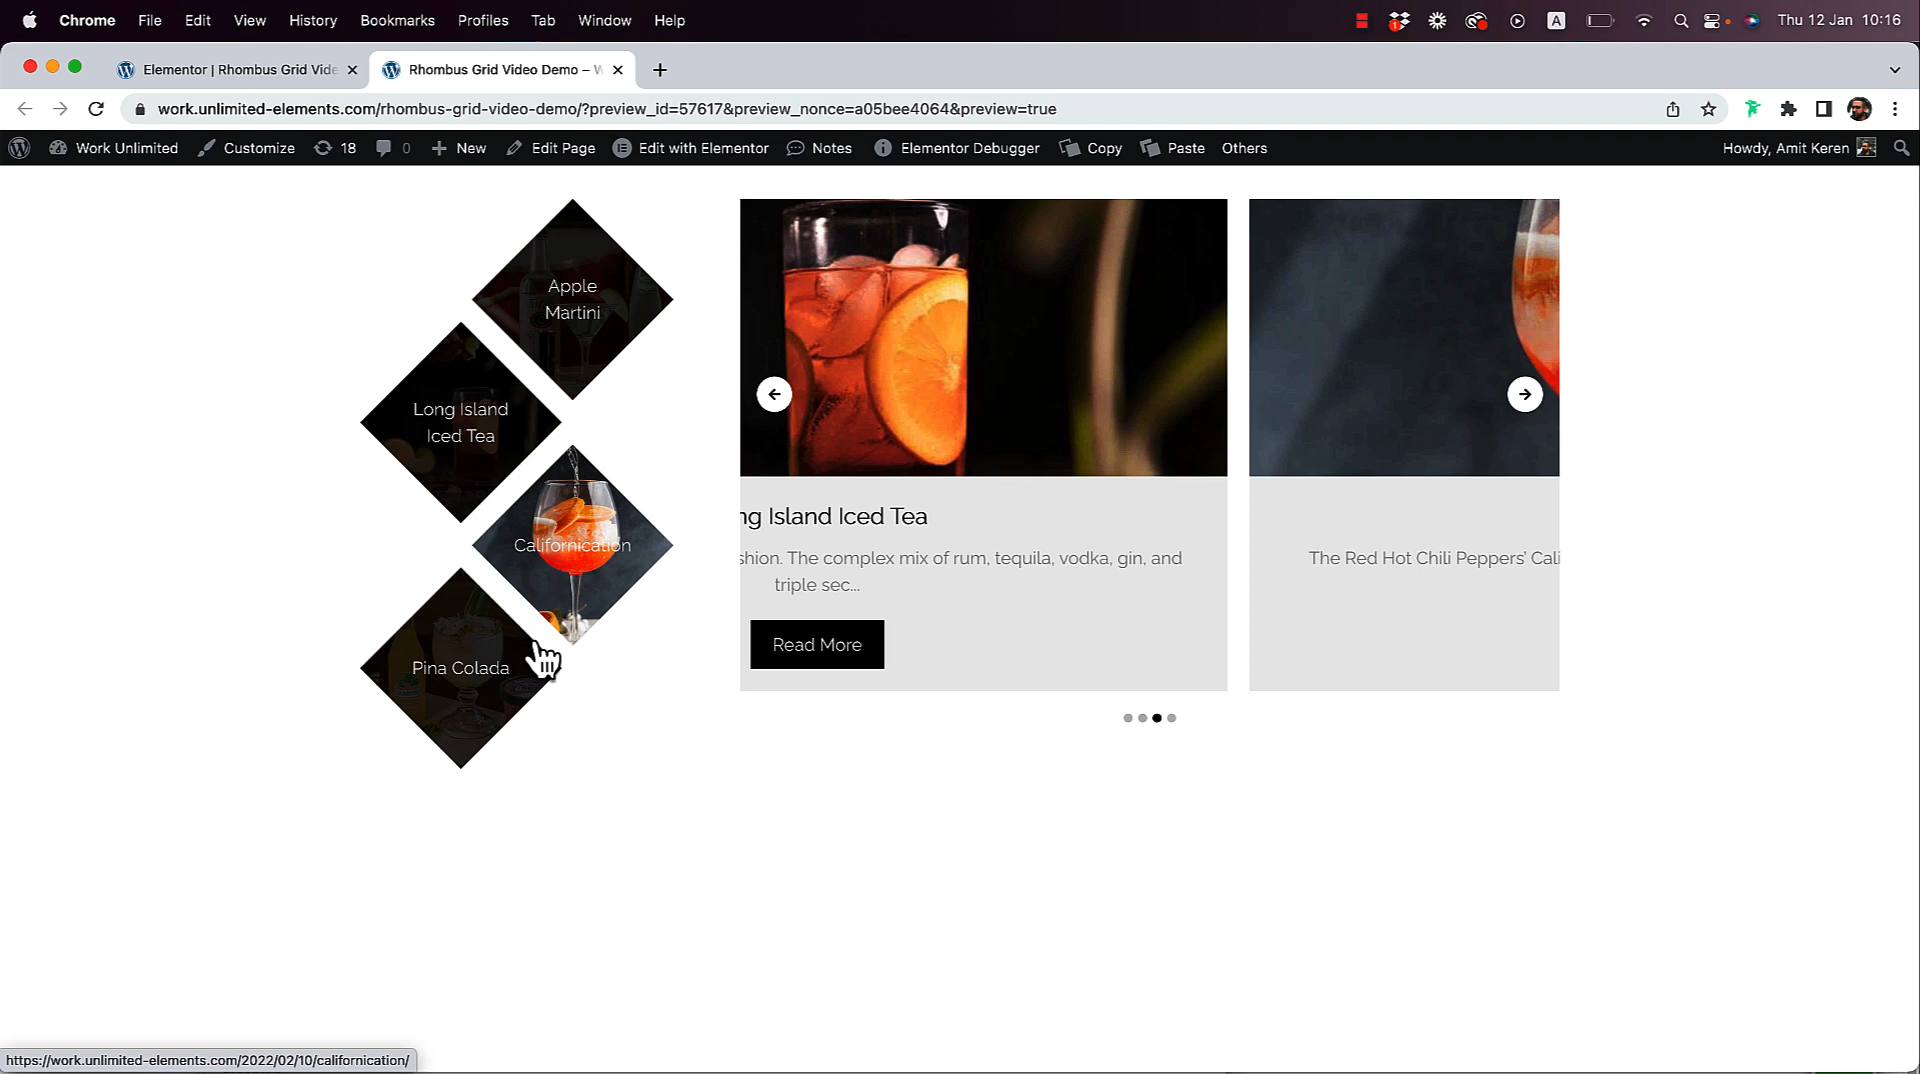 Chrome File Edit View History Bookmarks Profiles Tab Window Help
1 A Thu 12 Jan 10:16
Elementor | Rhombus Grid Vide
Rhombus Grid Video Demo – W
work.unlimited-elements.com/rhombus-grid-video-demo/?preview_id=57617&preview_nonce=a05bee4064&preview=true
Work Unlimited Customize 18 0 New Edit Page Edit with Elementor Notes Elementor Debugger Copy Paste Others Howdy, Amit Keren
Apple
Martini
Long Island
Iced Tea
Californication
Pina Colada
ng Island Iced Tea
shion. The complex mix of rum, tequila, vodka, gin, and
triple sec...
Read More
The Red Hot Chili Peppers' Cali
https://work.unlimited-elements.com/2022/02/10/californication/